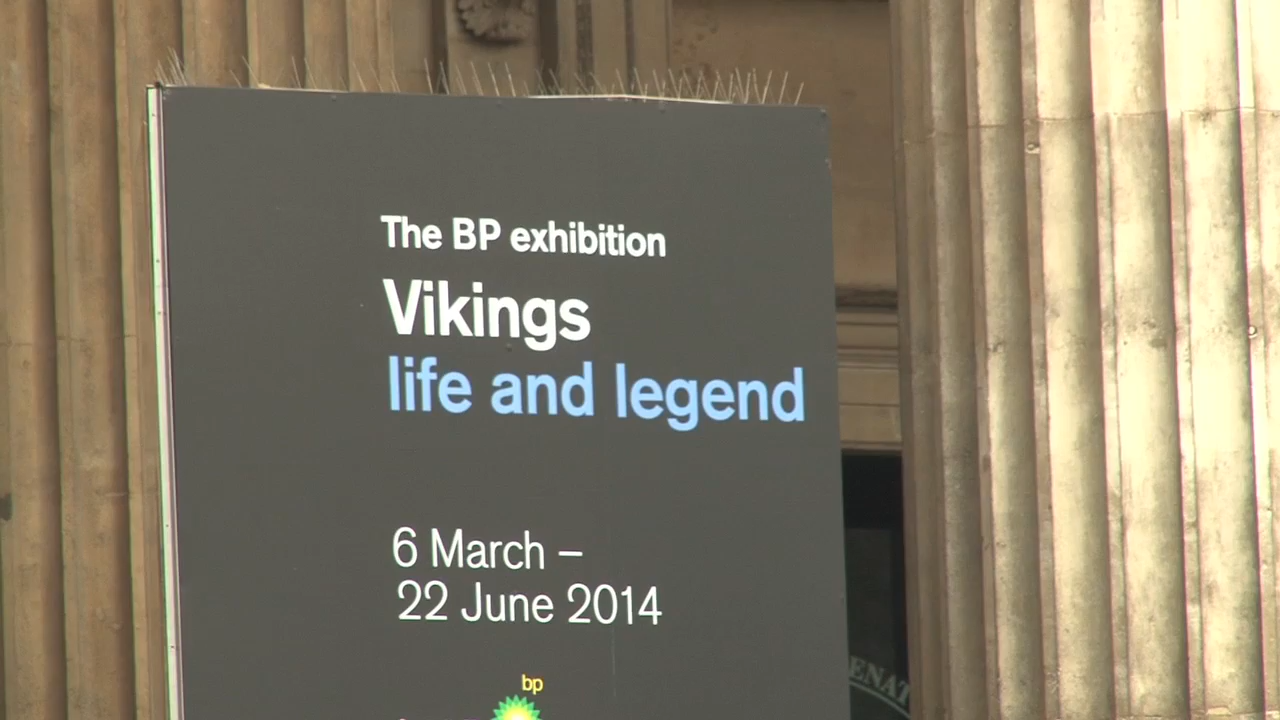 The BP exhibition
Vikings
life and legend
6 March –
22 June 2014
bp